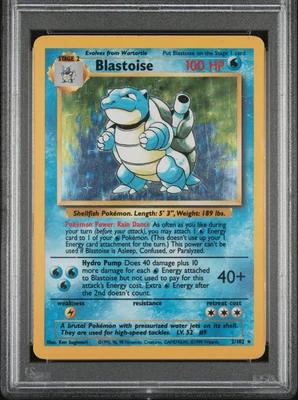 Evolves from Wartortle Put Blastoise on the Stage 1 card
STAGE 2
Blastoise 100 HP
Shellfish Pokémon. Length: 5' 3", Weight: 189 lbs.
Pokémon Power: Rain Dance As often as you like during
your turn (before your attack), you may attach 1 Energy
card to 1 of your Pokémon. (This doesn't use up your 1
Energy card attachment for the turn.) This power can't be used
if Blastoise is Asleep, Confused, or Paralyzed.
Hydro Pump Does 40 damage plus 10
more damage for each Energy attached
to Blastoise but not used to pay for this
attack's Energy cost. Extra Energy after
the 2nd doesn't count.
40+
weakness resistance retreat cost
A brutal Pokémon with pressurized water jets on its shell.
They are used for high-speed tackles. LV. 52 #9
Illus. Ken Sugimori
2/102